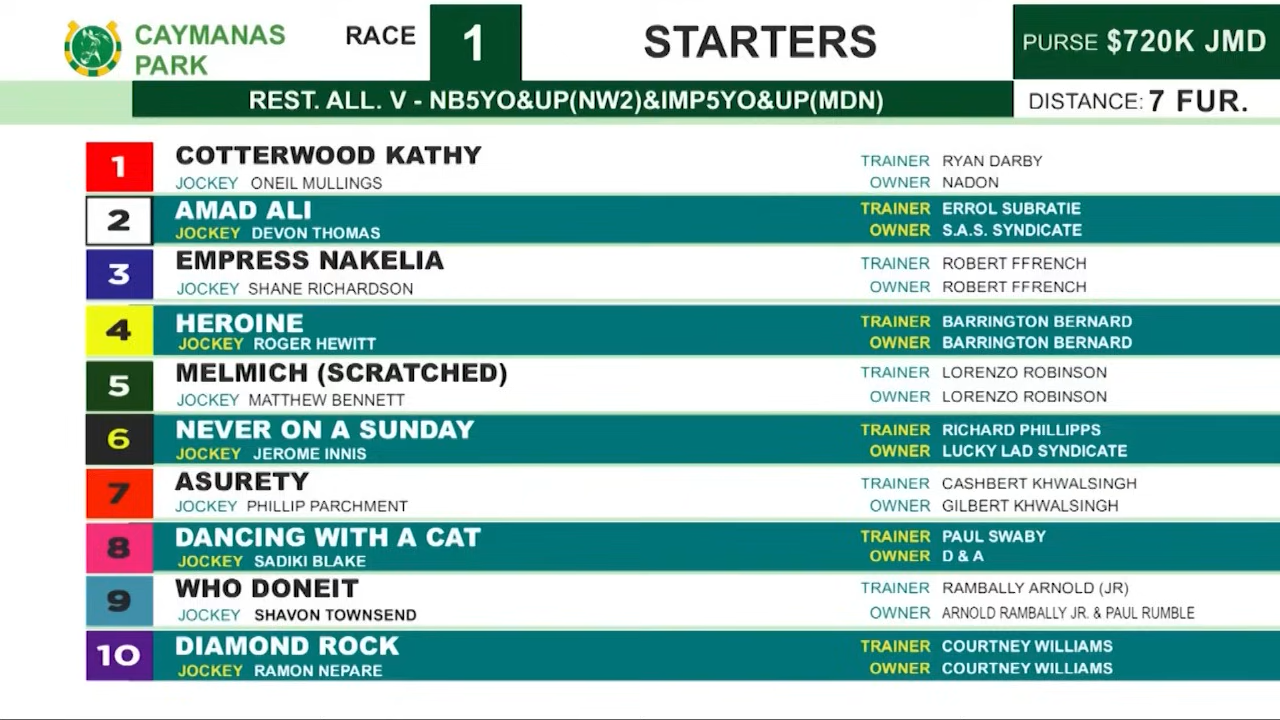 CAYMANAS PARK
RACE 1
STARTERS
PURSE $720K JMD
REST. ALL. V - NB5YO&UP(NW2)&IMP5YO&UP(MDN)
DISTANCE: 7 FUR.
1 COTTERWOOD KATHY
JOCKEY ONEIL MULLINGS
TRAINER RYAN DARBY
OWNER NADON
2 AMAD ALI
JOCKEY DEVON THOMAS
TRAINER ERROL SUBRATIE
OWNER S.A.S. SYNDICATE
3 EMPRESS NAKELIA
JOCKEY SHANE RICHARDSON
TRAINER ROBERT FFRENCH
OWNER ROBERT FFRENCH
4 HEROINE
JOCKEY ROGER HEWITT
TRAINER BARRINGTON BERNARD
OWNER BARRINGTON BERNARD
5 MELMICH (SCRATCHED)
JOCKEY MATTHEW BENNETT
TRAINER LORENZO ROBINSON
OWNER LORENZO ROBINSON
6 NEVER ON A SUNDAY
JOCKEY JEROME INNIS
TRAINER RICHARD PHILLIPPS
OWNER LUCKY LAD SYNDICATE
7 ASURETY
JOCKEY PHILLIP PARCHMENT
TRAINER CASHBERT KHWALSINGH
OWNER GILBERT KHWALSINGH
8 DANCING WITH A CAT
JOCKEY SADIKI BLAKE
TRAINER PAUL SWABY
OWNER D & A
9 WHO DONEIT
JOCKEY SHAVON TOWNSEND
TRAINER RAMBALLY ARNOLD (JR)
OWNER ARNOLD RAMBALLY JR. & PAUL RUMBLE
10 DIAMOND ROCK
JOCKEY RAMON NEPARE
TRAINER COURTNEY WILLIAMS
OWNER COURTNEY WILLIAMS